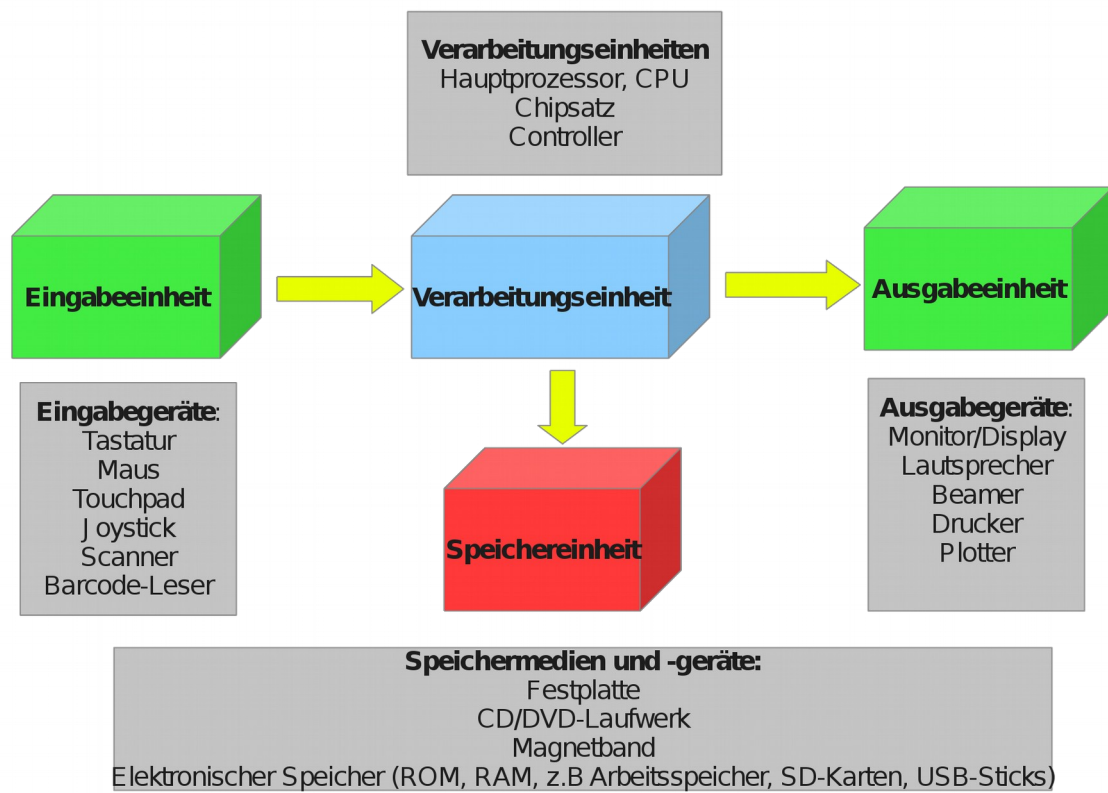 Verarbeitungseinheiten
Hauptprozessor, CPU
Chipsatz
Controller
Eingabeeinheit
Verarbeitungseinheit
Ausgabeeinheit
Eingabegeräte:
Tastatur
Maus
Touchpad
Joystick
Scanner
Barcode-Leser
Ausgabegeräte:
Monitor/Display
Lautsprecher
Beamer
Drucker
Plotter
Speichereinheit
Speichermedien und -geräte:
Festplatte
CD/DVD-Laufwerk
Magnetband
Elektronischer Speicher (ROM, RAM, z.B Arbeitsspeicher, SD-Karten, USB-Sticks)